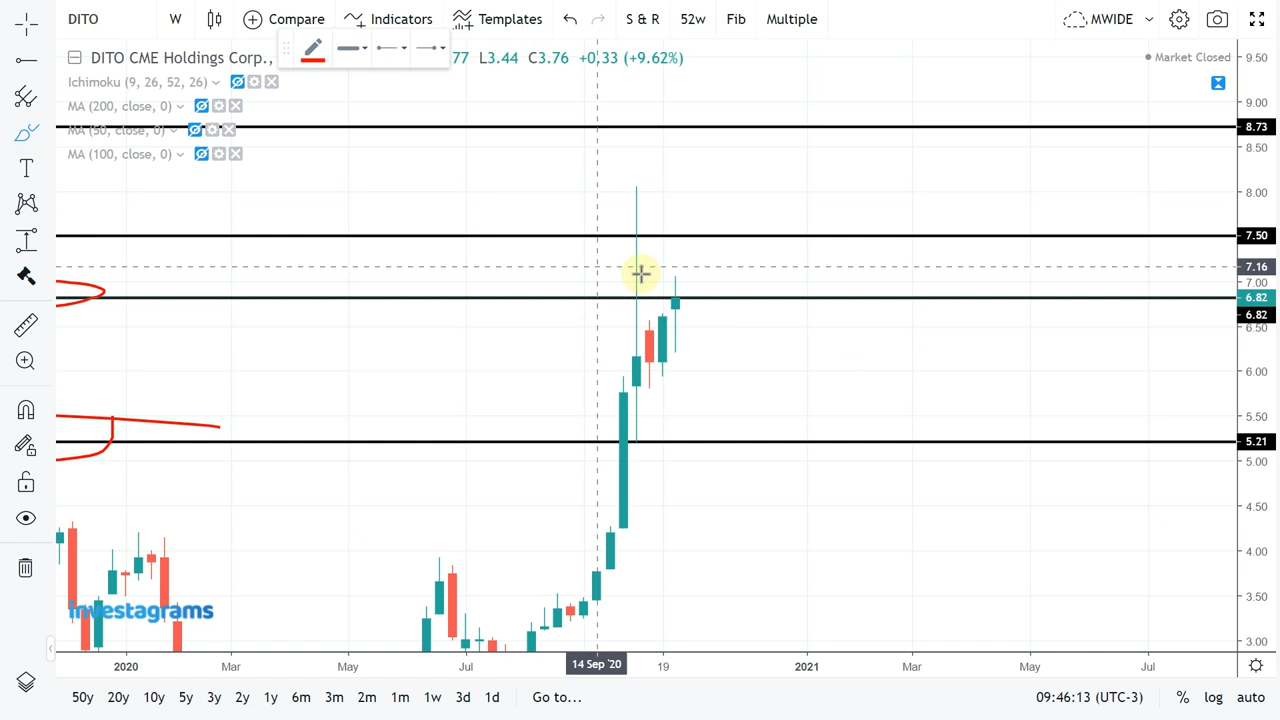 DITO W Compare Indicators Templates S & R 52w Fib Multiple MWIDE
DITO CME Holdings Corp., 77 L3.44 C3.76 +0.33 (+9.62%)
Market Closed
Ichimoku (9, 26, 52, 26)
MA (200, close, 0)
MA (50, close, 0)
MA (100, close, 0)
9.50
9.00
8.73
8.50
8.00
7.50
7.16
7.00
6.82
6.82
6.50
6.00
5.50
5.21
5.00
4.50
4.00
3.50
3.00
investagrams
2020 Mar May Jul 14 Sep '20 19 2021 Mar May Jul
50y 20y 10y 5y 3y 2y 1y 6m 3m 2m 1m 1w 3d 1d Go to... 09:46:13 (UTC-3) % log auto